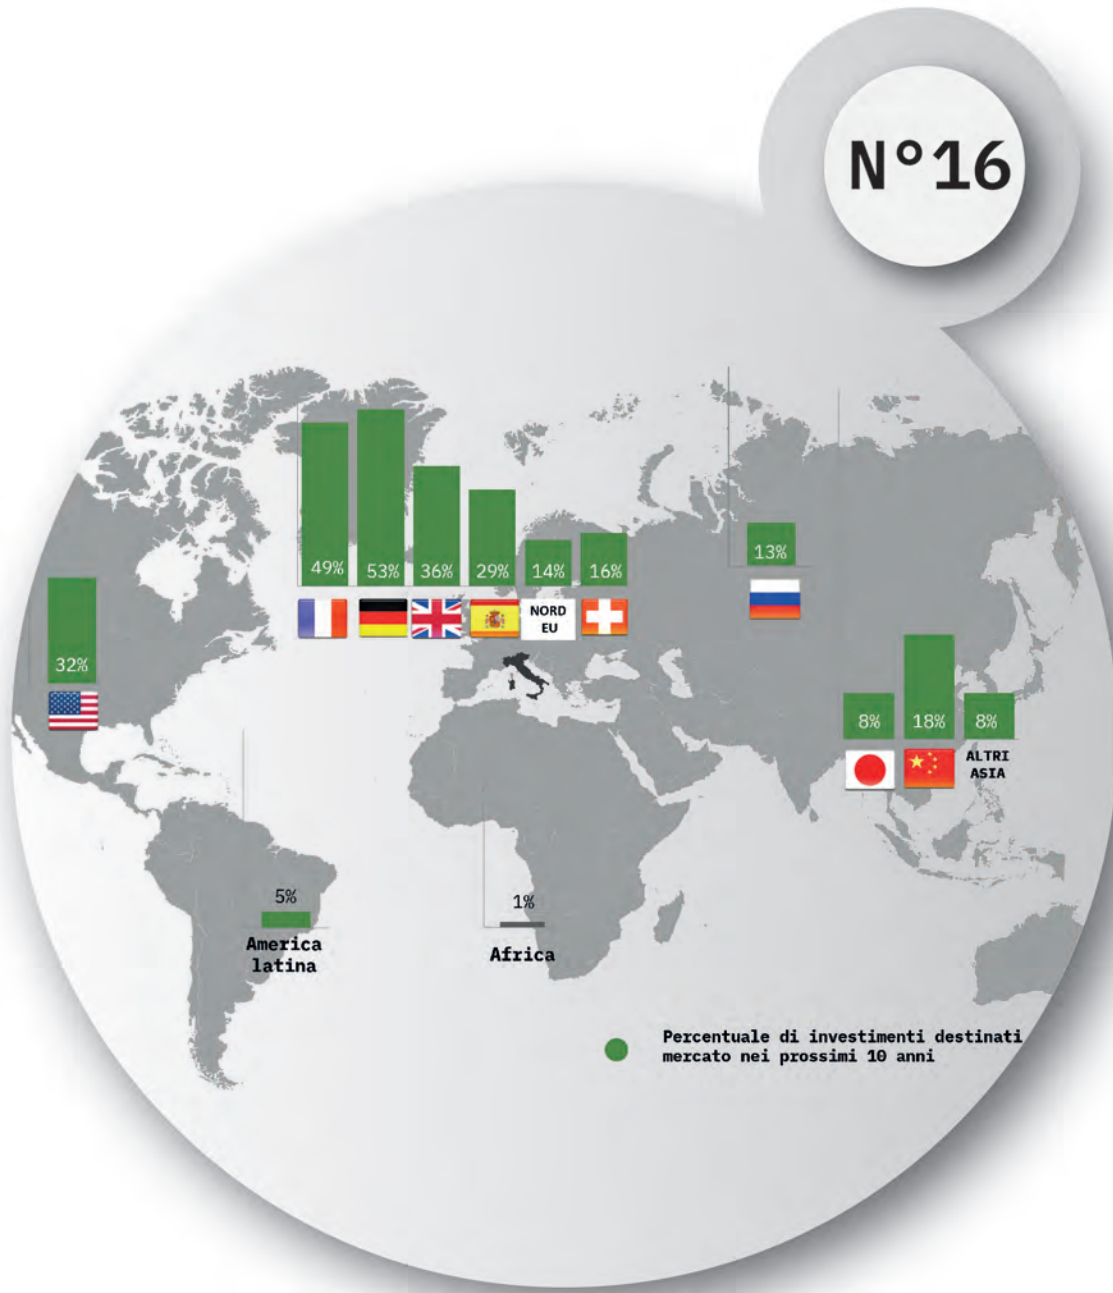 N°16
49%
53%
36%
29%
14%
16%
NORD
EU
13%
32%
8%
18%
8%
ALTRI
ASIA
5%
America
latina
1%
Africa
Percentuale di investimenti destinati
mercato nei prossimi 10 anni